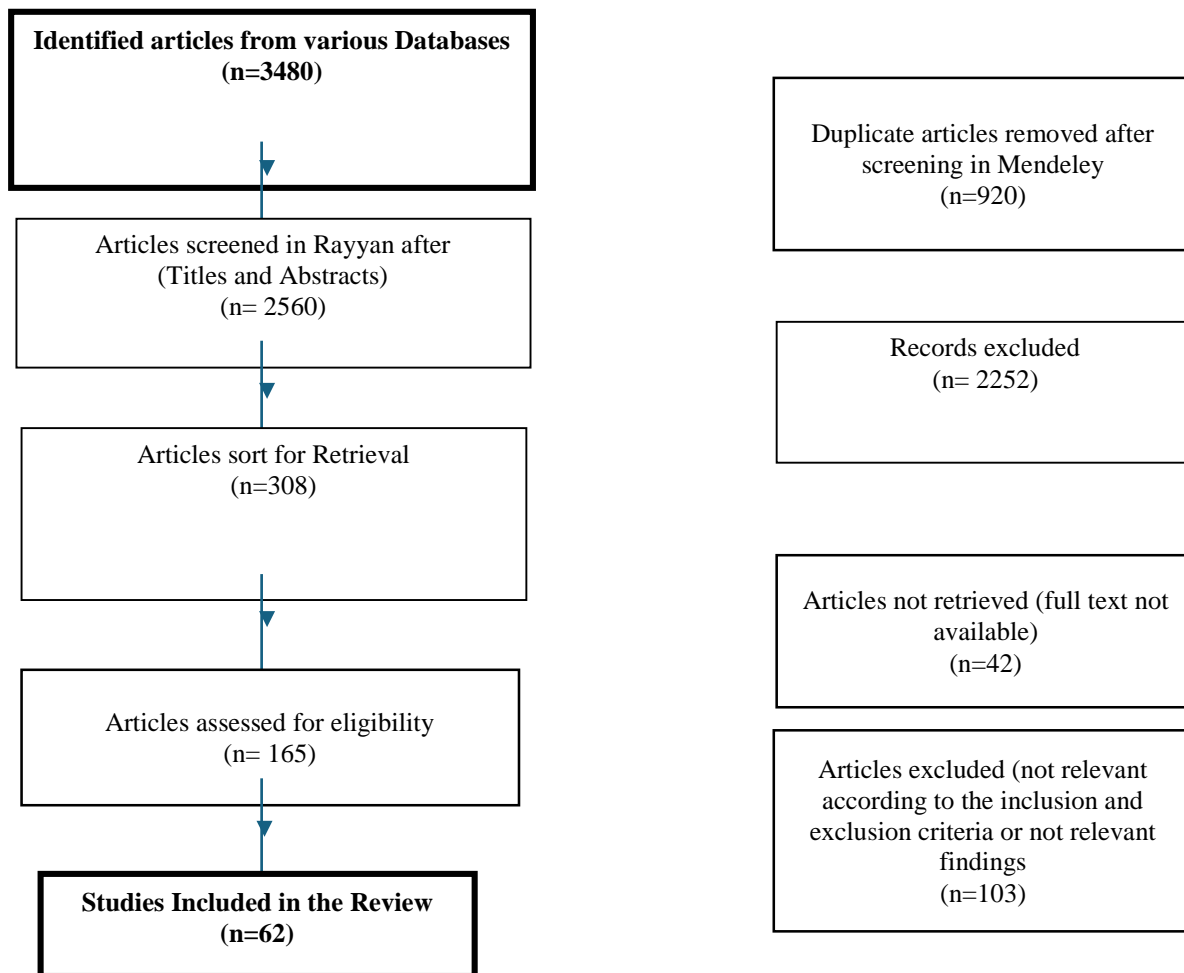 Identified articles from various Databases
(n=3480)
Duplicate articles removed after
screening in Mendeley
(n=920)
Articles screened in Rayyan after
(Titles and Abstracts)
(n= 2560)
Records excluded
(n= 2252)
Articles sort for Retrieval
(n=308)
Articles not retrieved (full text not
available)
(n=42)
Articles assessed for eligibility
(n= 165)
Articles excluded (not relevant
according to the inclusion and
exclusion criteria or not relevant
findings
(n=103)
Studies Included in the Review
(n=62)